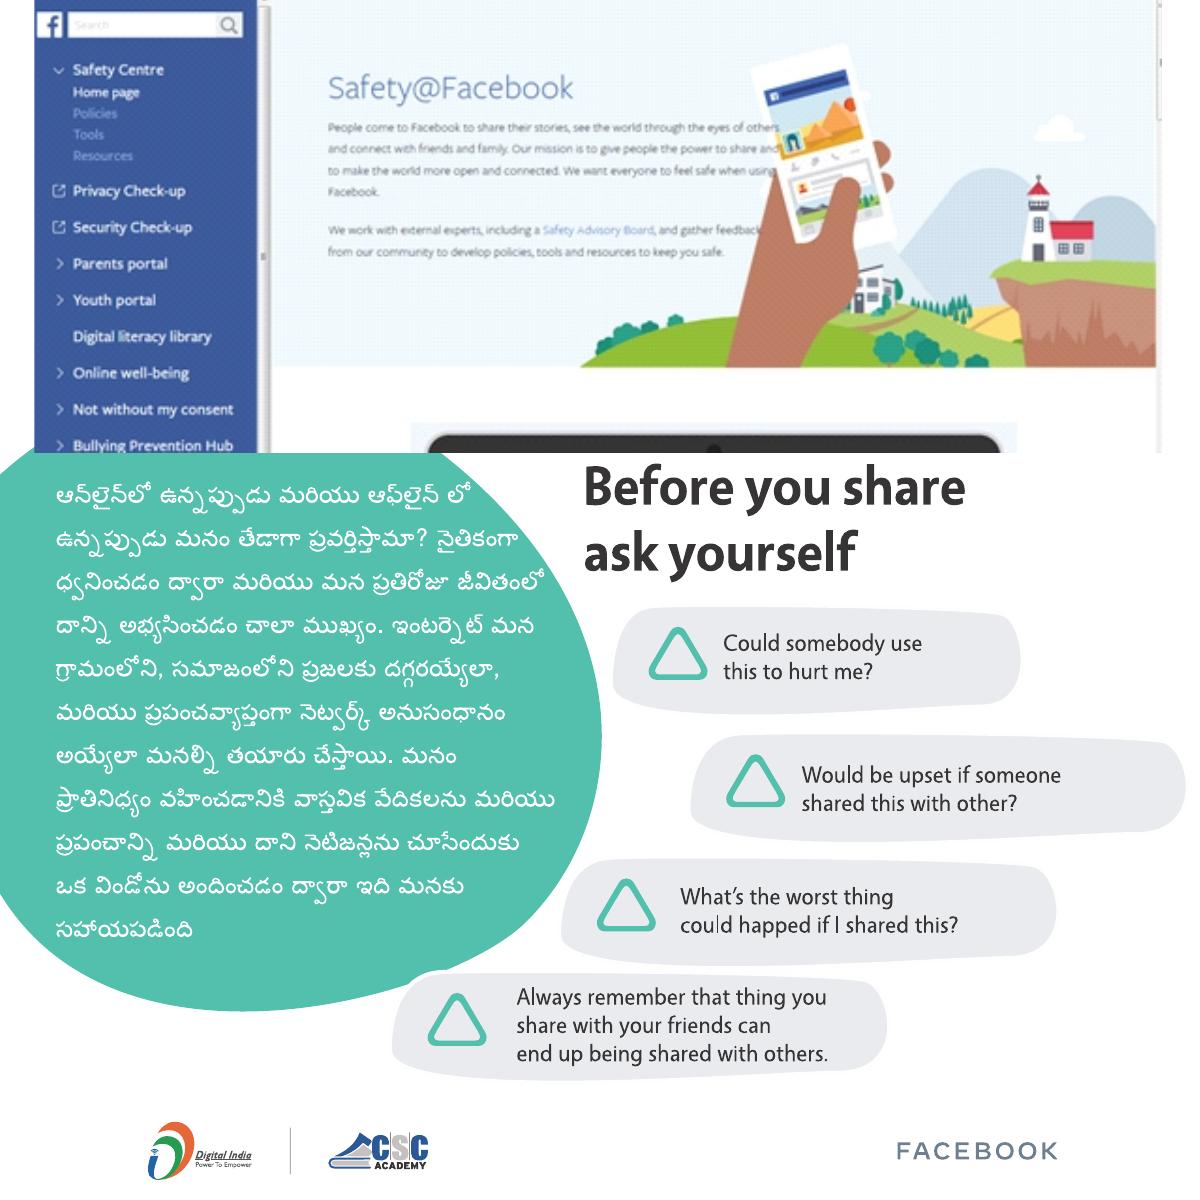 Search
Safety Centre
Home page
Policies
Tools
Resources
Privacy Check-up
Security Check-up
Parents portal
Youth portal
Digital literacy library
Online well-being
Not without my consent
Bullying Prevention Hub
Safety@Facebook
People come to Facebook to share their stories, see the world through the eyes of others
and connect with friends and family. Our mission is to give people the power to share and
to make the world more open and connected. We want everyone to feel safe when using
Facebook.
We work with external experts, including a Safety Advisory Board, and gather feedback
from our community to develop policies, tools and resources to keep you safe.
ఆన్‌లైన్‌లో ఉన్నప్పుడు మరియు ఆఫ్‌లైన్ లో
ఉన్నప్పుడు మనం తేడాగా ప్రవర్తిస్తామా? నైతికంగా
ధ్వనించడం ద్వారా మరియు మన ప్రతిరోజూ జీవితంలో
దాన్ని అభ్యసించడం చాలా ముఖ్యం. ఇంటర్నెట్ మన
గ్రామంలోని, సమాజంలోని ప్రజలకు దగ్గరయ్యేలా,
మరియు ప్రపంచవ్యాప్తంగా నెట్వర్క్ అనుసంధానం
అయ్యేలా మనల్ని తయారు చేస్తాయి. మనం
ప్రాతినిధ్యం వహించడానికి వాస్తవిక వేదికలను మరియు
ప్రపంచాన్ని మరియు దాని నెటిజన్లను చూసేందుకు
ఒక విండోను అందించడం ద్వారా ఇది మనకు
సహాయపడింది
Before you share
ask yourself
Could somebody use
this to hurt me?
Would be upset if someone
shared this with other?
What's the worst thing
could happed if I shared this?
Always remember that thing you
share with your friends can
end up being shared with others.
Digital India
Power To Empower
CSC
ACADEMY
FACEBOOK